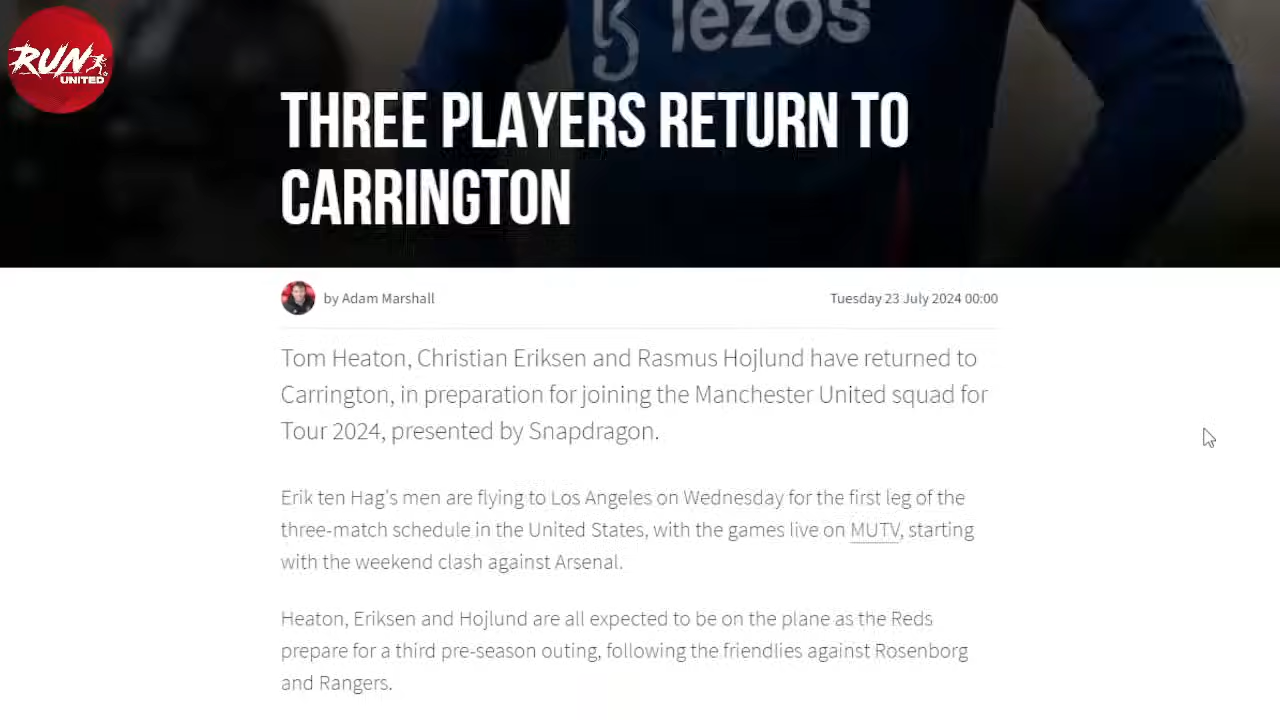 RUN
UNITED
Tezos
THREE PLAYERS RETURN TO
CARRINGTON
by Adam Marshall
Tuesday 23 July 2024 00:00
Tom Heaton, Christian Eriksen and Rasmus Hojlund have returned to
Carrington, in preparation for joining the Manchester United squad for
Tour 2024, presented by Snapdragon.
Erik ten Hag's men are flying to Los Angeles on Wednesday for the first leg of the
three-match schedule in the United States, with the games live on MUTV, starting
with the weekend clash against Arsenal.
Heaton, Eriksen and Hojlund are all expected to be on the plane as the Reds
prepare for a third pre-season outing, following the friendlies against Rosenborg
and Rangers.